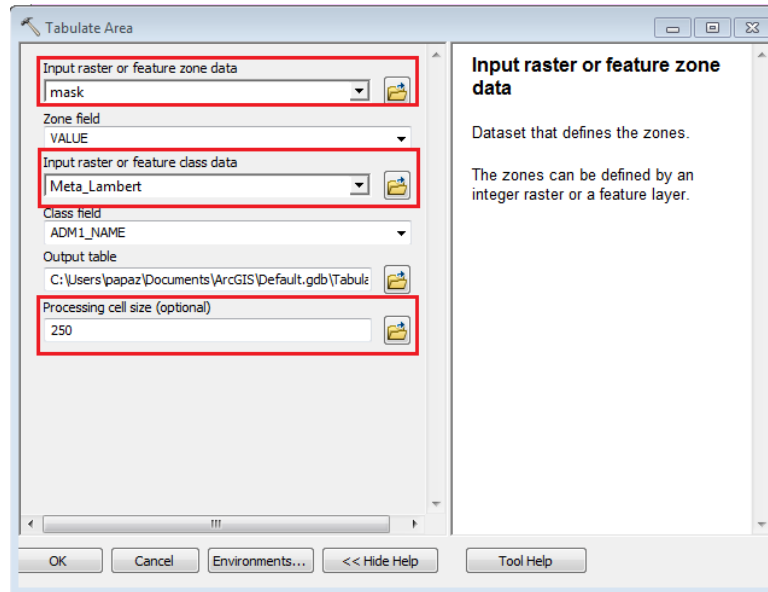 Tabulate Area
Input raster or feature zone data
mask
Zone field
VALUE
Input raster or feature class data
Meta_Lambert
Class field
ADM1_NAME
Output table
C:\Users\papaz\Documents\ArcGIS\Default.gdb\Tabula
Processing cell size (optional)
250
Input raster or feature zone
data
Dataset that defines the zones.
The zones can be defined by an
integer raster or a feature layer.
OK
Cancel
Environments...
<< Hide Help
Tool Help